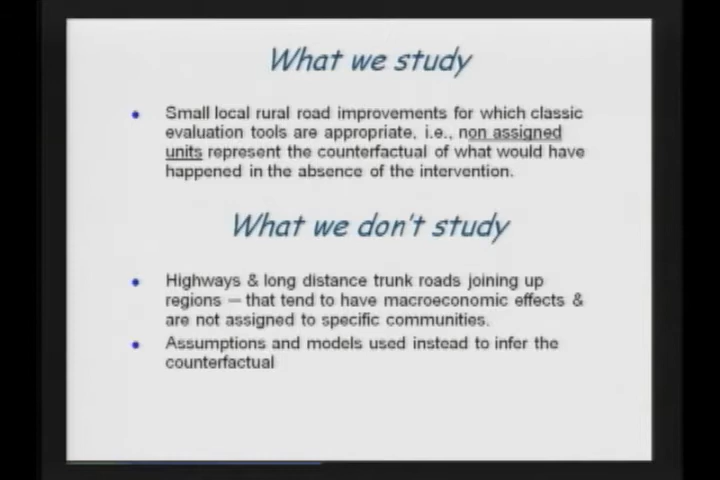 What we study
• Small local rural road improvements for which classic
evaluation tools are appropriate, i.e., non assigned
units represent the counterfactual of what would have
happened in the absence of the intervention.
What we don't study
• Highways & long distance trunk roads joining up
regions – that tend to have macroeconomic effects &
are not assigned to specific communities.
• Assumptions and models used instead to infer the
counterfactual